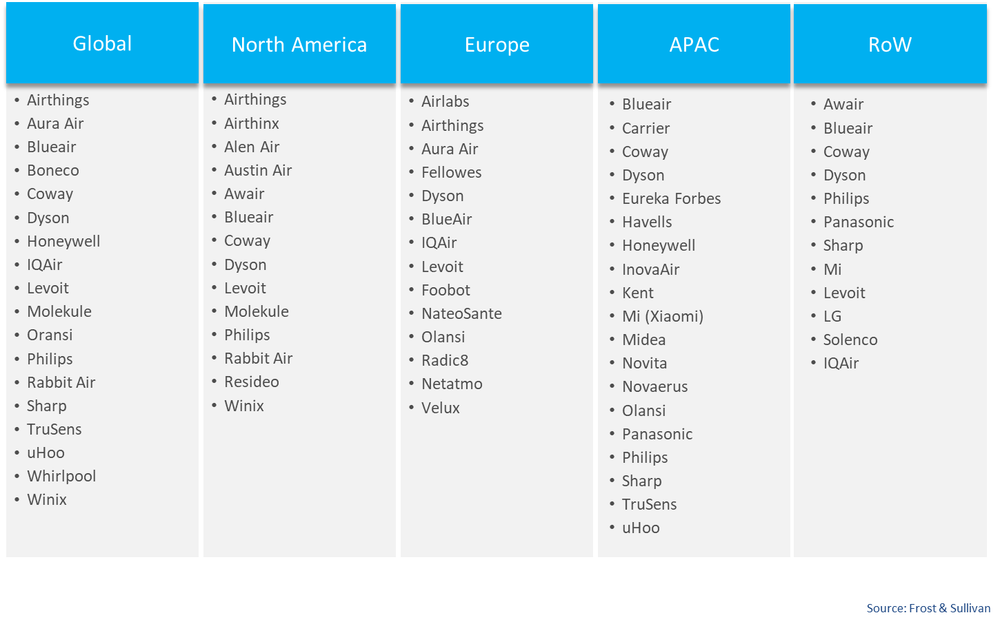 Global
• Airthings
• Aura Air
• Blueair
• Boneco
• Coway
• Dyson
• Honeywell
• IQAir
• Levoit
• Molekule
• Oransi
• Philips
• Rabbit Air
• Sharp
• TruSens
• uHoo
• Whirlpool
• Winix
North America
• Airthings
• Airthinx
• Alen Air
• Austin Air
• Awair
• Blueair
• Coway
• Dyson
• Levoit
• Molekule
• Philips
• Rabbit Air
• Resideo
• Winix
Europe
• Airlabs
• Airthings
• Aura Air
• Fellowes
• Dyson
• BlueAir
• IQAir
• Levoit
• Foobot
• NateoSante
• Olansi
• Radic8
• Netatmo
• Velux
APAC
• Blueair
• Carrier
• Coway
• Dyson
• Eureka Forbes
• Havells
• Honeywell
• InovaAir
• Kent
• Mi (Xiaomi)
• Midea
• Novita
• Novaerus
• Olansi
• Panasonic
• Philips
• Sharp
• TruSens
• uHoo
RoW
• Awair
• Blueair
• Coway
• Dyson
• Philips
• Panasonic
• Sharp
• Mi
• Levoit
• LG
• Solenco
• IQAir
Source: Frost & Sullivan